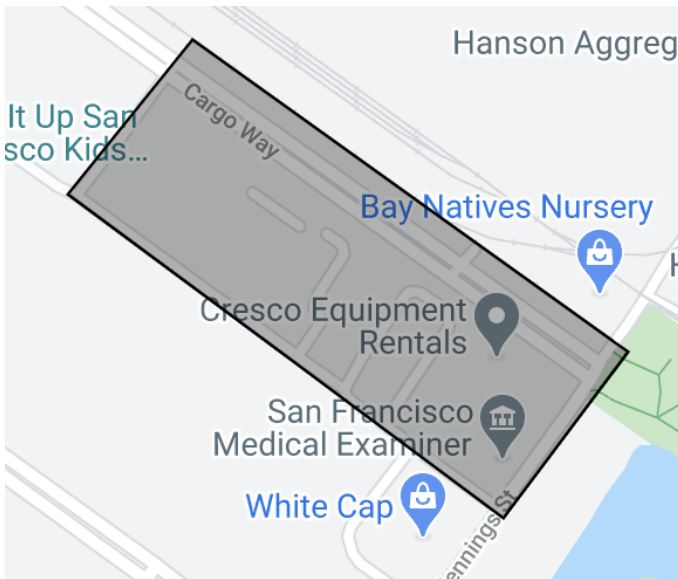 Hanson Aggreg
It Up San
sco Kids...
Cargo Way
Bay Natives Nursery
H
Cresco Equipment
Rentals
San Francisco
Medical Examiner
White Cap
ennings St